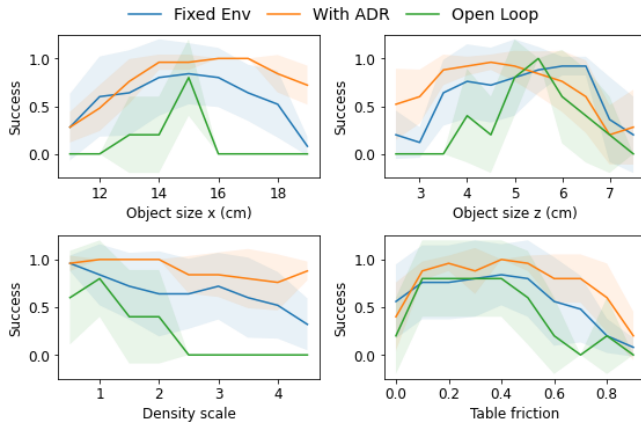 Fixed Env With ADR Open Loop
Success
1.0
0.5
0.0
12 14 16 18
Object size x (cm)
Success
1.0
0.5
0.0
3 4 5 6 7
Object size z (cm)
Success
1.0
0.5
0.0
1 2 3 4
Density scale
Success
1.0
0.5
0.0
0.0 0.2 0.4 0.6 0.8
Table friction